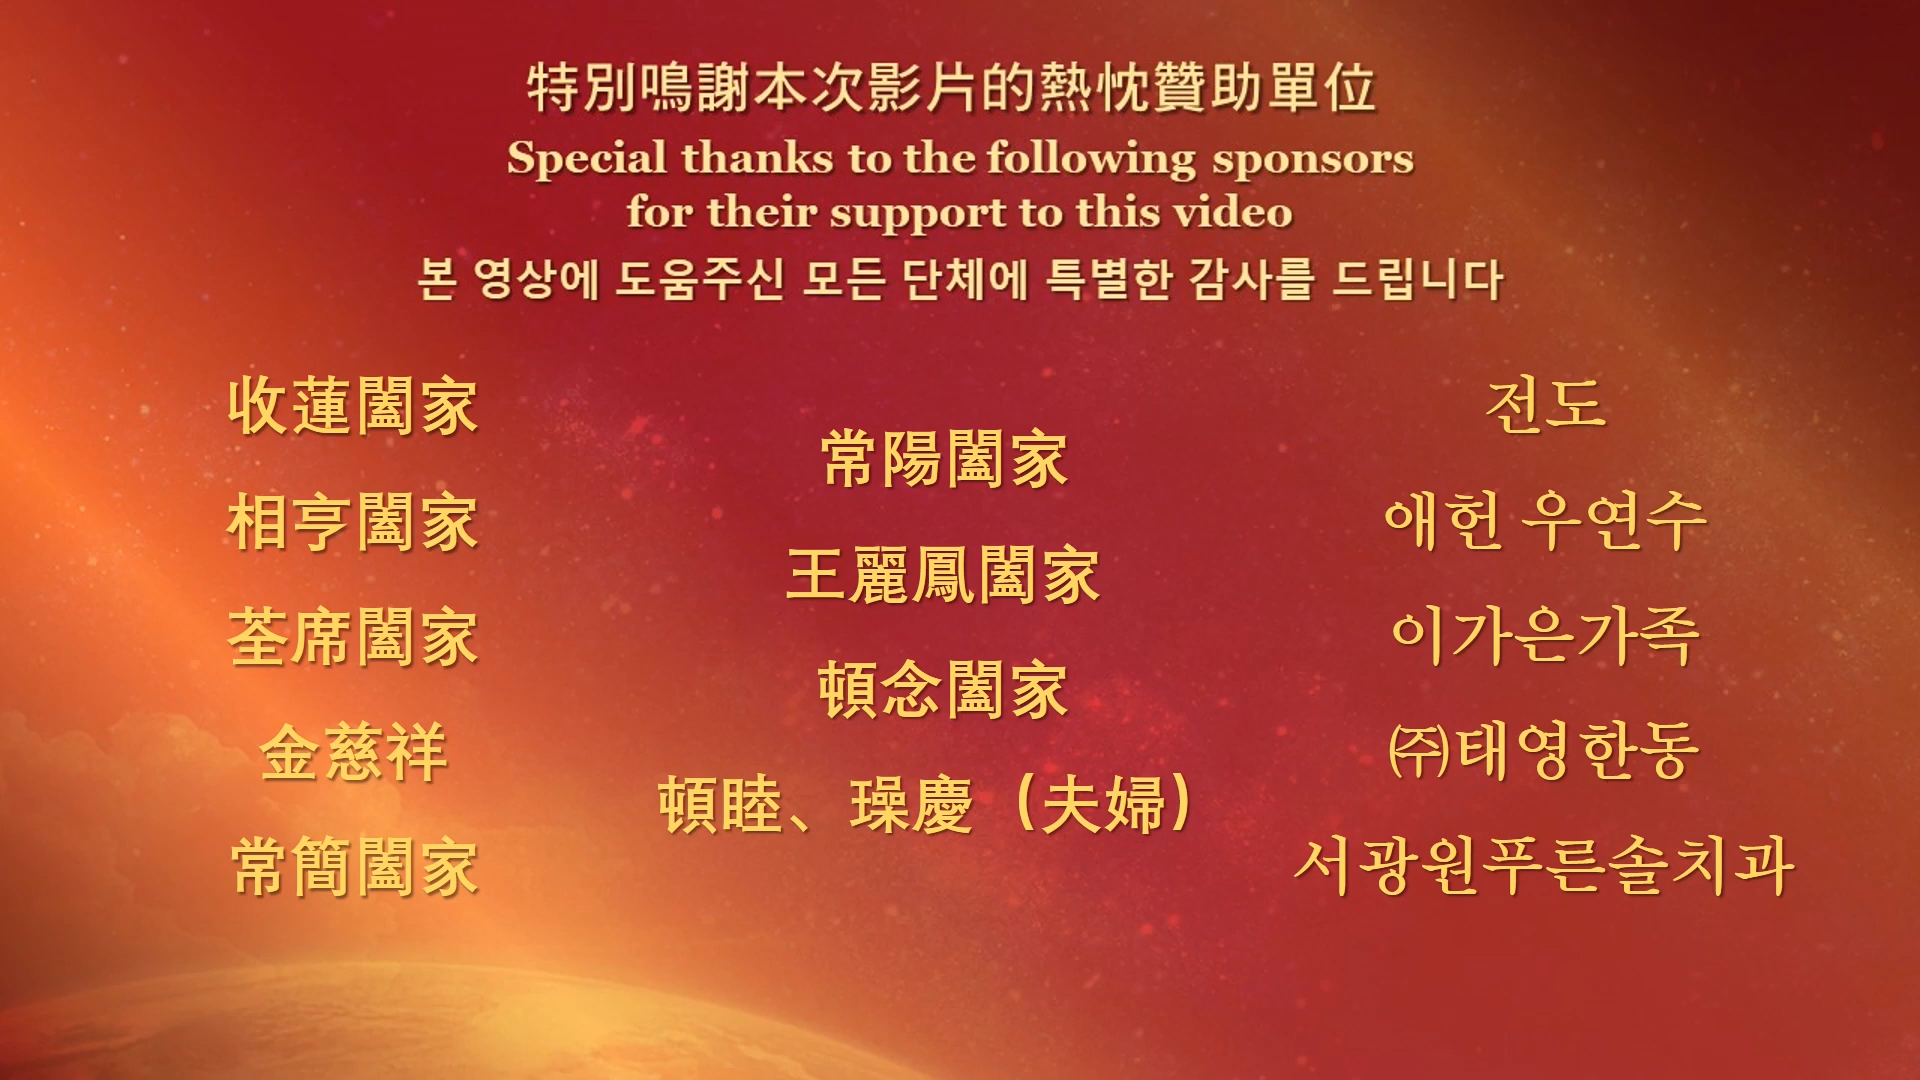 特別鳴謝本次影片的熱忱贊助單位
Special thanks to the following sponsors
for their support to this video
본 영상에 도움주신 모든 단체에 특별한 감사를 드립니다
收蓮闔家
相亨闔家
荃席闔家
金慈祥
常簡闔家
常陽闔家
王麗鳳闔家
頓念闔家
頓睦、璪慶（夫婦）
전도
애헌 우연수
이가은가족
㈜태영한동
서광원푸른솔치과